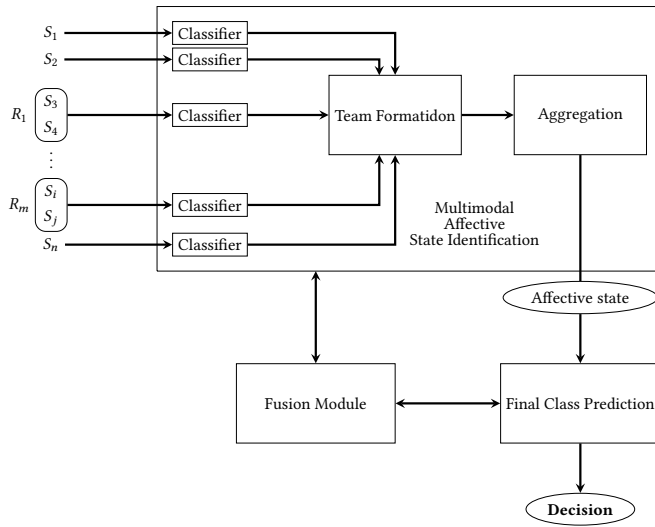 S1
Classifier
S2
Classifier
R1
S3
S4
Classifier
Team Formatidon
Aggregation
⋮
Rm
Si
Sj
Classifier
Sn
Classifier
Multimodal
Affective
State Identification
Affective state
Fusion Module
Final Class Prediction
Decision